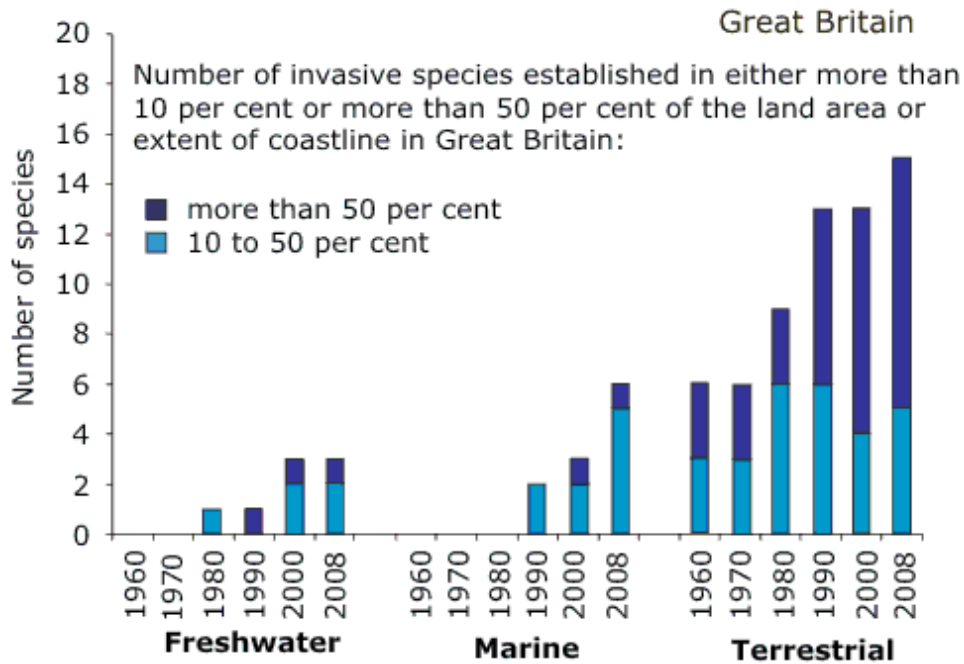 Great Britain
20
Number of invasive species established in either more than
18
10 per cent or more than 50 per cent of the land area or
16
extent of coastline in Great Britain:
14
more than 50 per cent
12
10 to 50 per cent
10
8
6
4
2
0
Number of species
1960 1970 1980 1990 2000 2008 1960 1970 1980 1990 2000 2008 1960 1970 1980 1990 2000 2008
Freshwater Marine Terrestrial